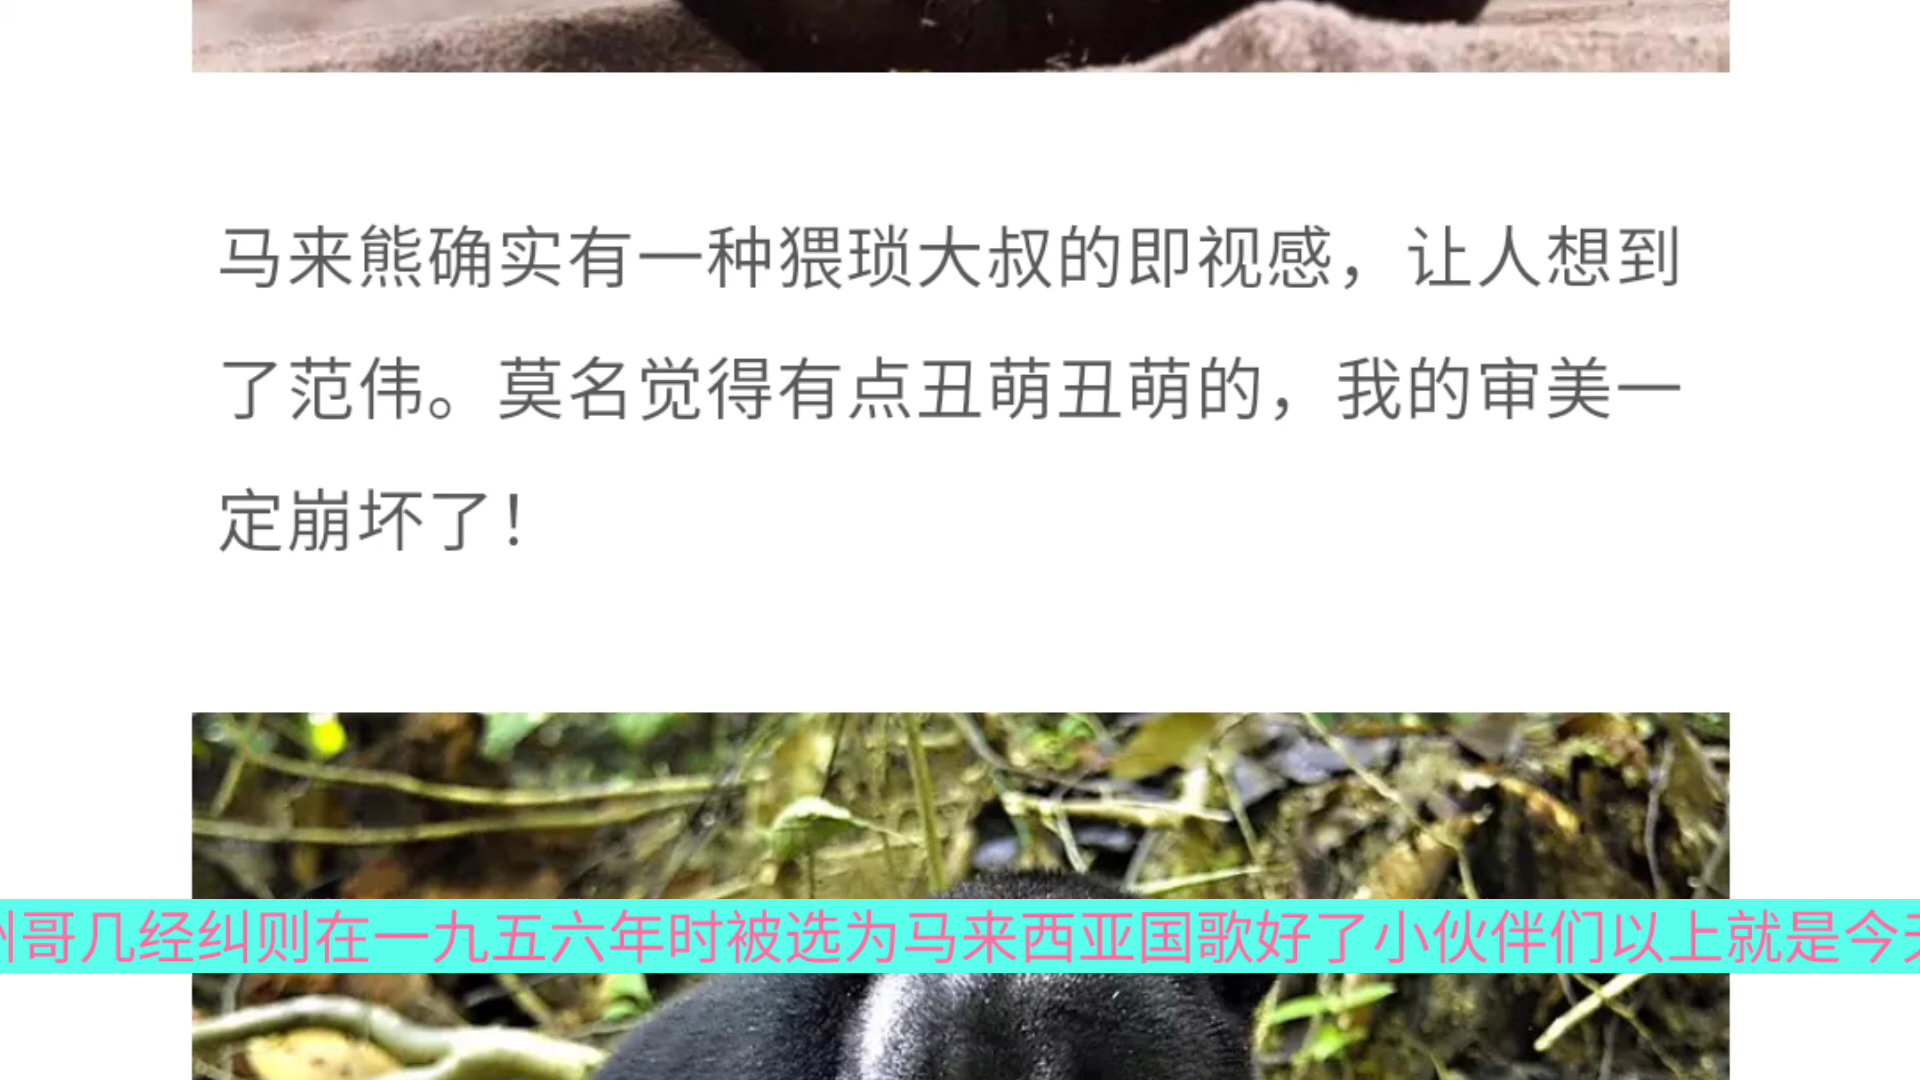 马来熊确实有一种猥琐大叔的即视感，让人想到
了范伟。莫名觉得有点丑萌丑萌的，我的审美一
定崩坏了！
哥几经纠则在一九五六年时被选为马来西亚国歌好了小伙伴们以上就是今天